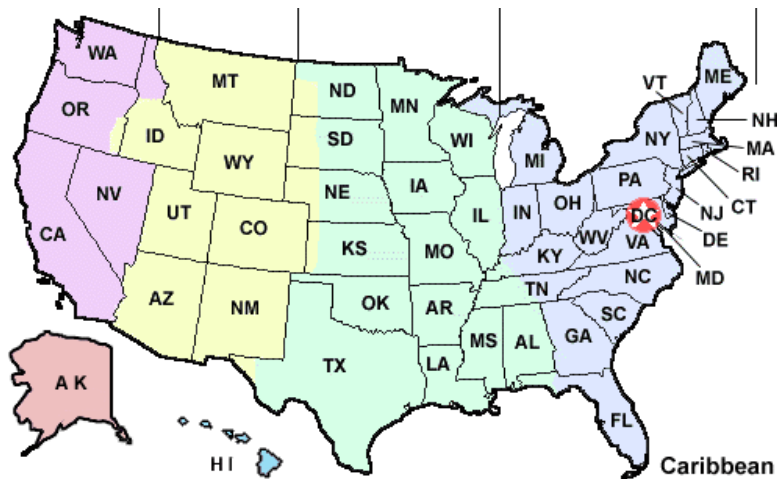 WA
MT
ND
MN
ME
VT
NH
OR
ID
SD
WI
NY
MA
WY
MI
RI
PA
CT
NV
UT
NE
IA
IL
IN
OH
NJ
DC
DE
CA
CO
KS
MO
KY
WV
VA
MD
AZ
NM
OK
AR
TN
NC
SC
TX
LA
MS
AL
GA
A K
FL
H I
Caribbean